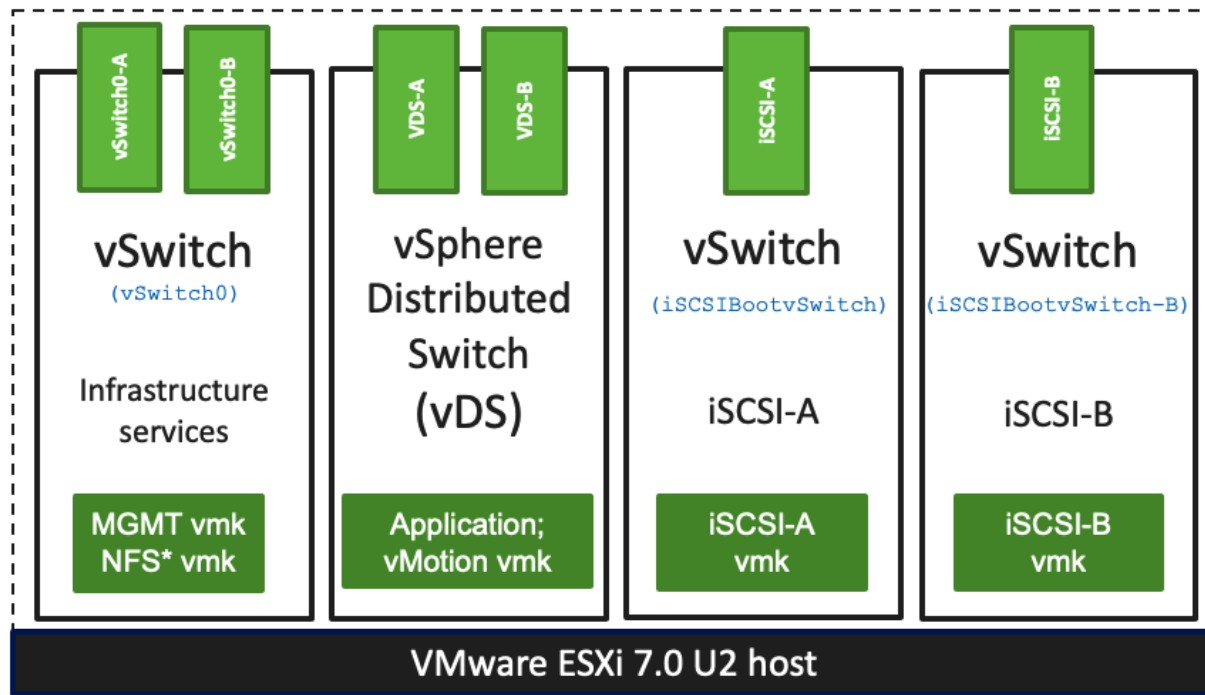 vSwitch0-A
vSwitch0-B
vSwitch
(vSwitch0)
Infrastructure
services
MGMT vmk
NFS* vmk
VDS-A
VDS-B
vSphere
Distributed
Switch
(vDS)
Application;
vMotion vmk
iSCSI-A
vSwitch
(iSCSIBootvSwitch)
iSCSI-A
iSCSI-A
vmk
iSCSI-B
vSwitch
(iSCSIBootvSwitch-B)
iSCSI-B
iSCSI-B
vmk
VMware ESXi 7.0 U2 host